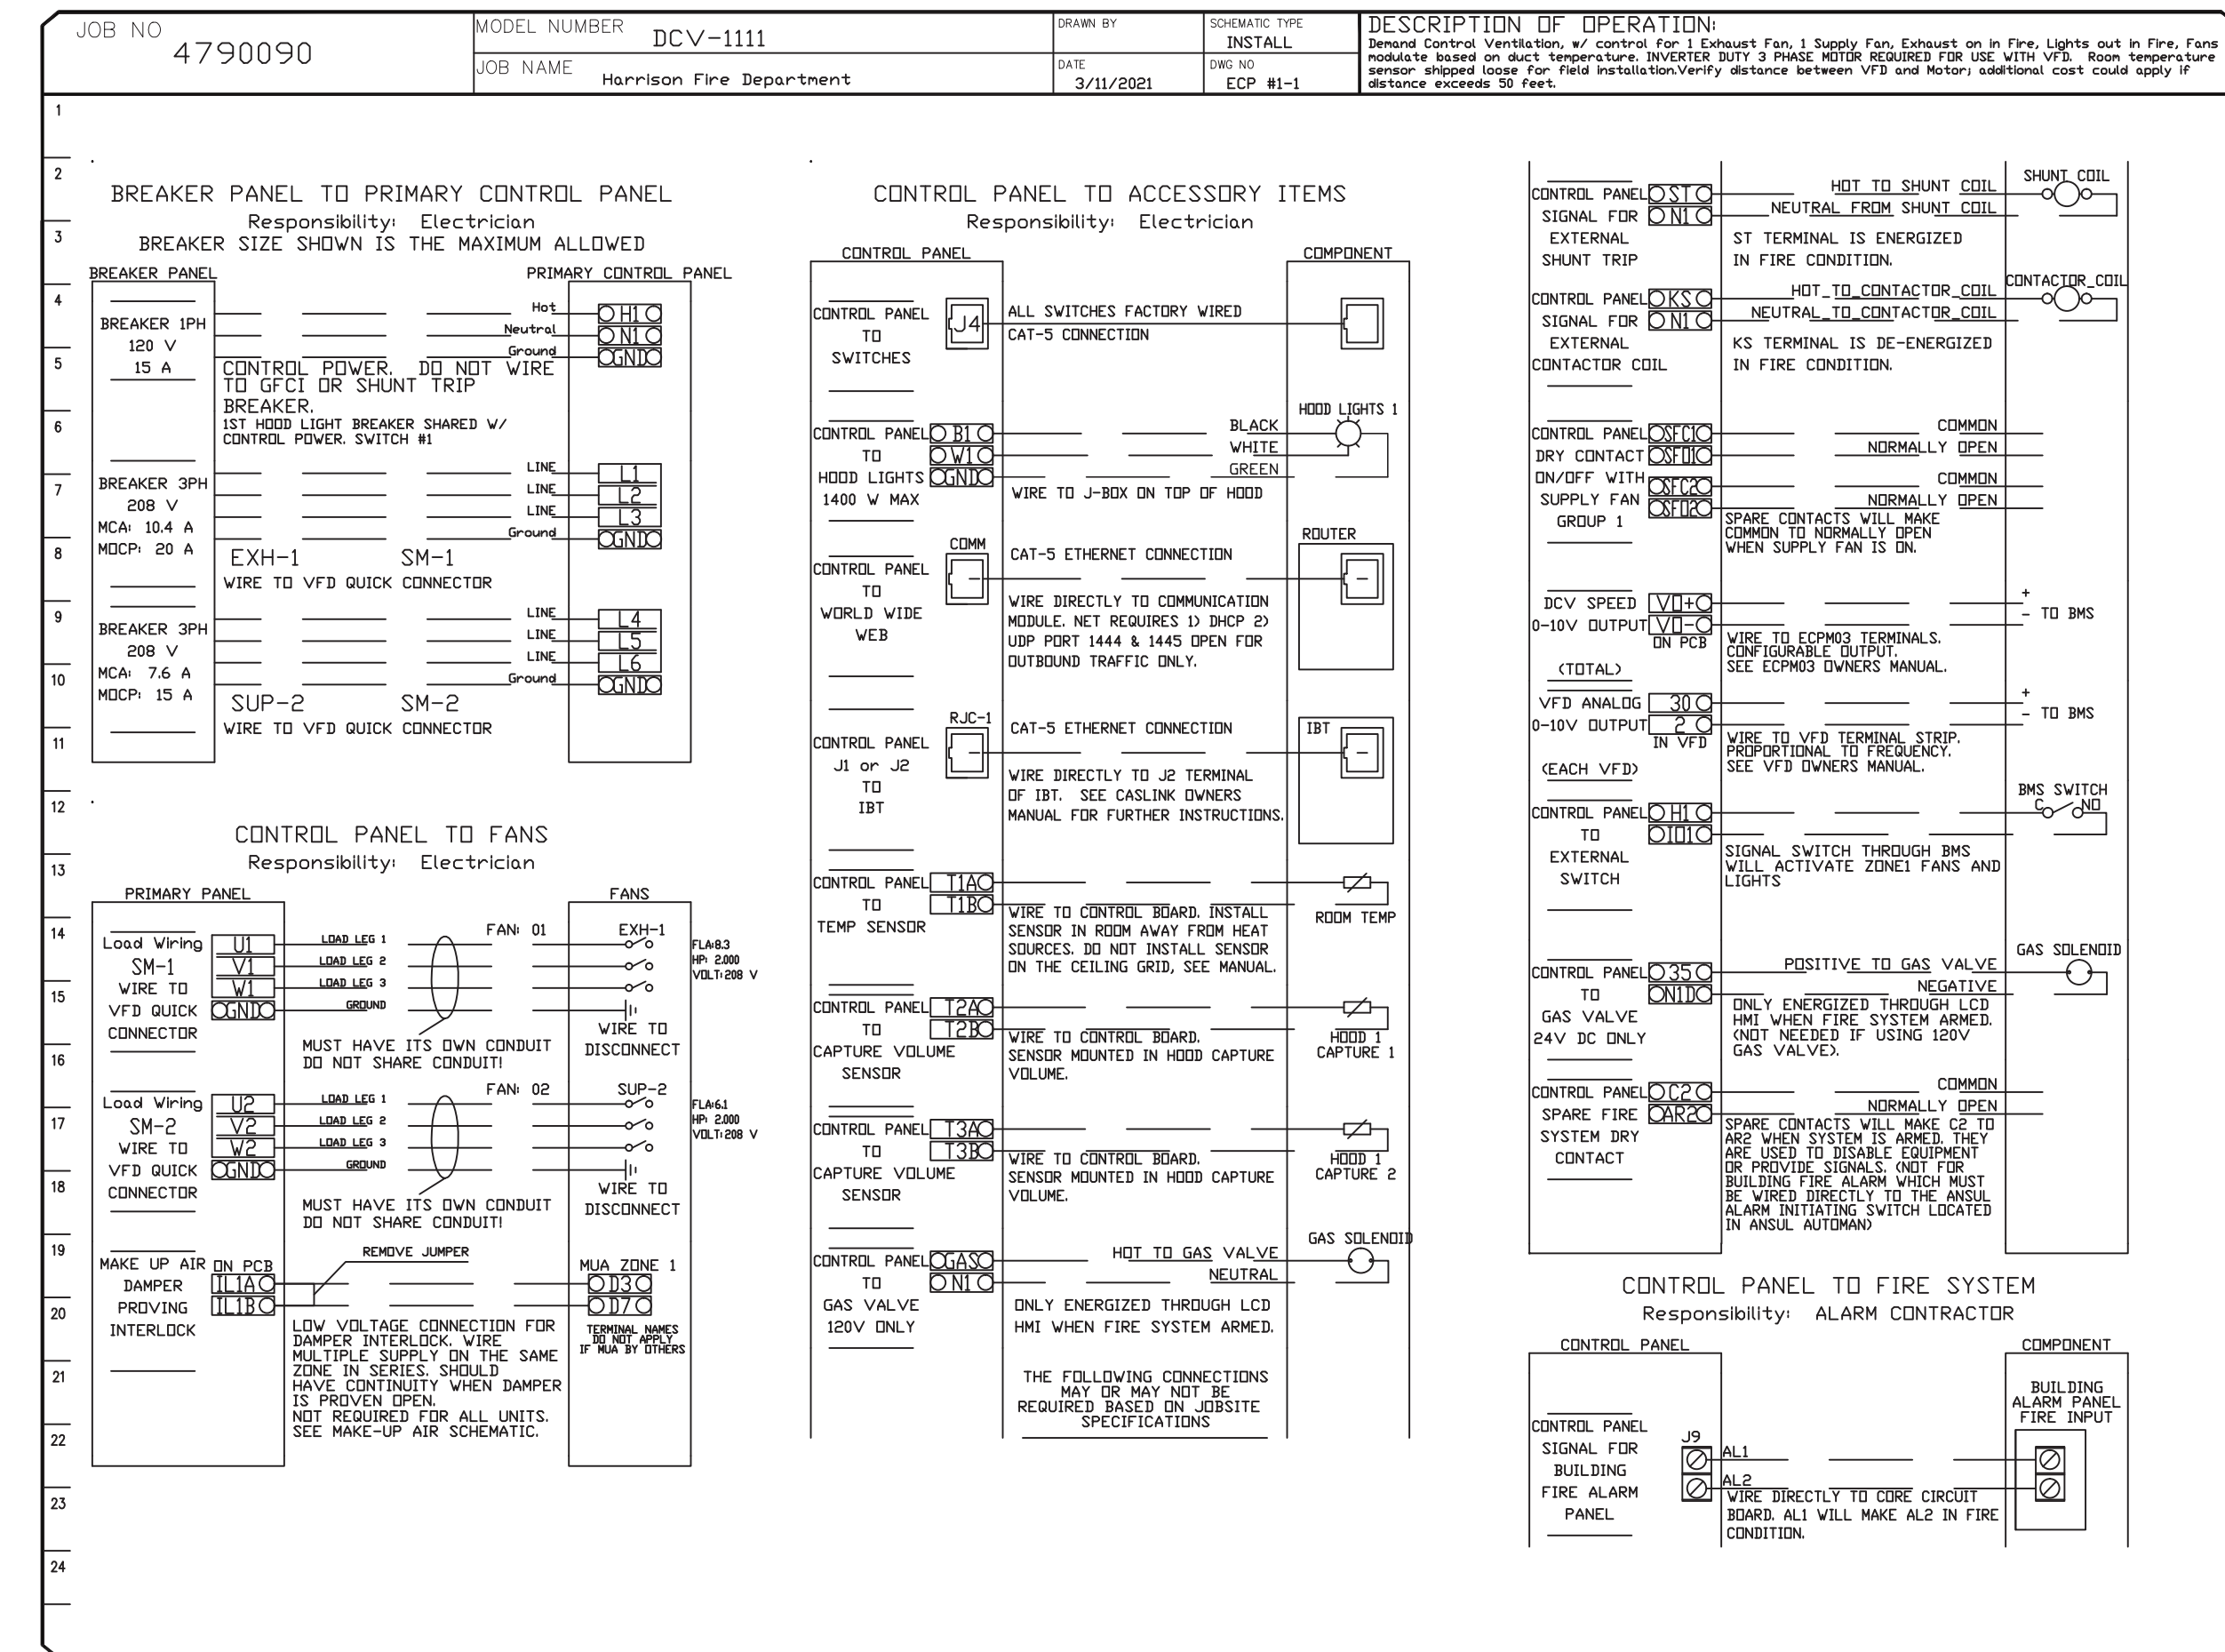 JOB NO
4790090
MODEL NUMBER
DCV-1111
JOB NAME
Harrison Fire Department
DRAWN BY
DATE
3/11/2021
SCHEMATIC TYPE
INSTALL
DWG NO
ECP #1-1
DESCRIPTION OF OPERATION:
Demand Control Ventilation, w/ control for 1 Exhaust Fan, 1 Supply Fan, Exhaust on in Fire, Lights out in Fire, Fans
modulate based on duct temperature. INVERTER DUTY 3 PHASE MOTOR REQUIRED FOR USE WITH VFD. Room temperature
sensor shipped loose for field installation.Verify distance between VFD and Motor; additional cost could apply if
distance exceeds 50 feet.
1
2
3
4
5
6
7
8
9
10
11
12
13
14
15
16
17
18
19
20
21
22
23
24
BREAKER PANEL TO PRIMARY CONTROL PANEL
Responsibility: Electrician
BREAKER SIZE SHOWN IS THE MAXIMUM ALLOWED
BREAKER PANEL
PRIMARY CONTROL PANEL
BREAKER 1PH
120 V
15 A
Hot
H1
Neutral
N1
Ground
GND
CONTROL POWER. DO NOT WIRE
TO GFCI OR SHUNT TRIP
BREAKER.
1ST HOOD LIGHT BREAKER SHARED W/
CONTROL POWER. SWITCH #1
BREAKER 3PH
208 V
MCA: 10.4 A
MOCP: 20 A
LINE
L1
LINE
L2
LINE
L3
Ground
GND
EXH-1
SM-1
WIRE TO VFD QUICK CONNECTOR
BREAKER 3PH
208 V
MCA: 7.6 A
MOCP: 15 A
LINE
L4
LINE
L5
LINE
L6
Ground
GND
SUP-2
SM-2
WIRE TO VFD QUICK CONNECTOR
CONTROL PANEL TO FANS
Responsibility: Electrician
PRIMARY PANEL
FANS
Load Wiring
SM-1
WIRE TO
VFD QUICK
CONNECTOR
U1
V1
W1
GND
LOAD LEG 1
LOAD LEG 2
LOAD LEG 3
GROUND
FAN: 01
EXH-1
FLA:8.3
HP: 2.000
VOLT:208 V
WIRE TO
DISCONNECT
MUST HAVE ITS OWN CONDUIT
DO NOT SHARE CONDUIT!
Load Wiring
SM-2
WIRE TO
VFD QUICK
CONNECTOR
U2
V2
W2
GND
LOAD LEG 1
LOAD LEG 2
LOAD LEG 3
GROUND
FAN: 02
SUP-2
FLA:6.1
HP: 2.000
VOLT:208 V
WIRE TO
DISCONNECT
MUST HAVE ITS OWN CONDUIT
DO NOT SHARE CONDUIT!
MAKE UP AIR
DAMPER
PROVING
INTERLOCK
ON PCB
IL1A
IL1B
REMOVE JUMPER
MUA ZONE 1
D3
D7
TERMINAL NAMES
DO NOT APPLY
IF MUA BY OTHERS
LOW VOLTAGE CONNECTION FOR
DAMPER INTERLOCK. WIRE
MULTIPLE SUPPLY ON THE SAME
ZONE IN SERIES. SHOULD
HAVE CONTINUITY WHEN DAMPER
IS PROVEN OPEN.
NOT REQUIRED FOR ALL UNITS.
SEE MAKE-UP AIR SCHEMATIC.
CONTROL PANEL TO ACCESSORY ITEMS
Responsibility: Electrician
CONTROL PANEL
COMPONENT
CONTROL PANEL
TO
SWITCHES
J4
ALL SWITCHES FACTORY WIRED
CAT-5 CONNECTION
CONTROL PANEL
TO
HOOD LIGHTS
1400 W MAX
B1
W1
GND
BLACK
WHITE
GREEN
HOOD LIGHTS 1
WIRE TO J-BOX ON TOP OF HOOD
CONTROL PANEL
TO
WORLD WIDE
WEB
COMM
CAT-5 ETHERNET CONNECTION
ROUTER
WIRE DIRECTLY TO COMMUNICATION
MODULE. NET REQUIRES 1) DHCP 2)
UDP PORT 1444 & 1445 OPEN FOR
OUTBOUND TRAFFIC ONLY.
CONTROL PANEL
J1 or J2
TO
IBT
RJC-1
CAT-5 ETHERNET CONNECTION
IBT
WIRE DIRECTLY TO J2 TERMINAL
OF IBT. SEE CASLINK OWNERS
MANUAL FOR FURTHER INSTRUCTIONS.
CONTROL PANEL
TO
TEMP SENSOR
T1A
T1B
ROOM TEMP
WIRE TO CONTROL BOARD. INSTALL
SENSOR IN ROOM AWAY FROM HEAT
SOURCES. DO NOT INSTALL SENSOR
ON THE CEILING GRID, SEE MANUAL.
CONTROL PANEL
TO
CAPTURE VOLUME
SENSOR
T2A
T2B
HOOD 1
CAPTURE 1
WIRE TO CONTROL BOARD.
SENSOR MOUNTED IN HOOD CAPTURE
VOLUME.
CONTROL PANEL
TO
CAPTURE VOLUME
SENSOR
T3A
T3B
HOOD 1
CAPTURE 2
WIRE TO CONTROL BOARD.
SENSOR MOUNTED IN HOOD CAPTURE
VOLUME.
CONTROL PANEL
TO
GAS VALVE
120V ONLY
GAS
N1
HOT TO GAS VALVE
NEUTRAL
GAS SOLENOID
ONLY ENERGIZED THROUGH LCD
HMI WHEN FIRE SYSTEM ARMED.
THE FOLLOWING CONNECTIONS
MAY OR MAY NOT BE
REQUIRED BASED ON JOBSITE
SPECIFICATIONS
CONTROL PANEL
SIGNAL FOR
EXTERNAL
SHUNT TRIP
ST
N1
HOT TO SHUNT COIL
NEUTRAL FROM SHUNT COIL
SHUNT COIL
ST TERMINAL IS ENERGIZED
IN FIRE CONDITION.
CONTROL PANEL
SIGNAL FOR
EXTERNAL
CONTACTOR COIL
KS
N1
HOT TO CONTACTOR COIL
NEUTRAL TO CONTACTOR COIL
CONTACTOR COIL
KS TERMINAL IS DE-ENERGIZED
IN FIRE CONDITION.
CONTROL PANEL
DRY CONTACT
ON/OFF WITH
SUPPLY FAN
GROUP 1
SFC1
SFO1
SFC2
SFO2
COMMON
NORMALLY OPEN
COMMON
NORMALLY OPEN
SPARE CONTACTS WILL MAKE
COMMON TO NORMALLY OPEN
WHEN SUPPLY FAN IS ON.
DCV SPEED
0-10V OUTPUT
(TOTAL)
VO+
VO-
ON PCB
+
- TO BMS
WIRE TO ECPM03 TERMINALS.
CONFIGURABLE OUTPUT.
SEE ECPM03 OWNERS MANUAL.
VFD ANALOG
0-10V OUTPUT
(EACH VFD)
30
2
IN VFD
+
- TO BMS
WIRE TO VFD TERMINAL STRIP.
PROPORTIONAL TO FREQUENCY.
SEE VFD OWNERS MANUAL.
CONTROL PANEL
TO
EXTERNAL
SWITCH
H1
IO1
BMS SWITCH
C NO
SIGNAL SWITCH THROUGH BMS
WILL ACTIVATE ZONE1 FANS AND
LIGHTS
CONTROL PANEL
TO
GAS VALVE
24V DC ONLY
35
N1D
POSITIVE TO GAS VALVE
NEGATIVE
GAS SOLENOID
ONLY ENERGIZED THROUGH LCD
HMI WHEN FIRE SYSTEM ARMED.
(NOT NEEDED IF USING 120V
GAS VALVE).
CONTROL PANEL
SPARE FIRE
SYSTEM DRY
CONTACT
C2
AR2
COMMON
NORMALLY OPEN
SPARE CONTACTS WILL MAKE C2 TO
AR2 WHEN SYSTEM IS ARMED. THEY
ARE USED TO DISABLE EQUIPMENT
OR PROVIDE SIGNALS. (NOT FOR
BUILDING FIRE ALARM WHICH MUST
BE WIRED DIRECTLY TO THE ANSUL
ALARM INITIATING SWITCH LOCATED
IN ANSUL AUTOMAN)
CONTROL PANEL TO FIRE SYSTEM
Responsibility: ALARM CONTRACTOR
CONTROL PANEL
COMPONENT
CONTROL PANEL
SIGNAL FOR
BUILDING
FIRE ALARM
PANEL
J9
AL1
AL2
BUILDING
ALARM PANEL
FIRE INPUT
WIRE DIRECTLY TO CORE CIRCUIT
BOARD. AL1 WILL MAKE AL2 IN FIRE
CONDITION.